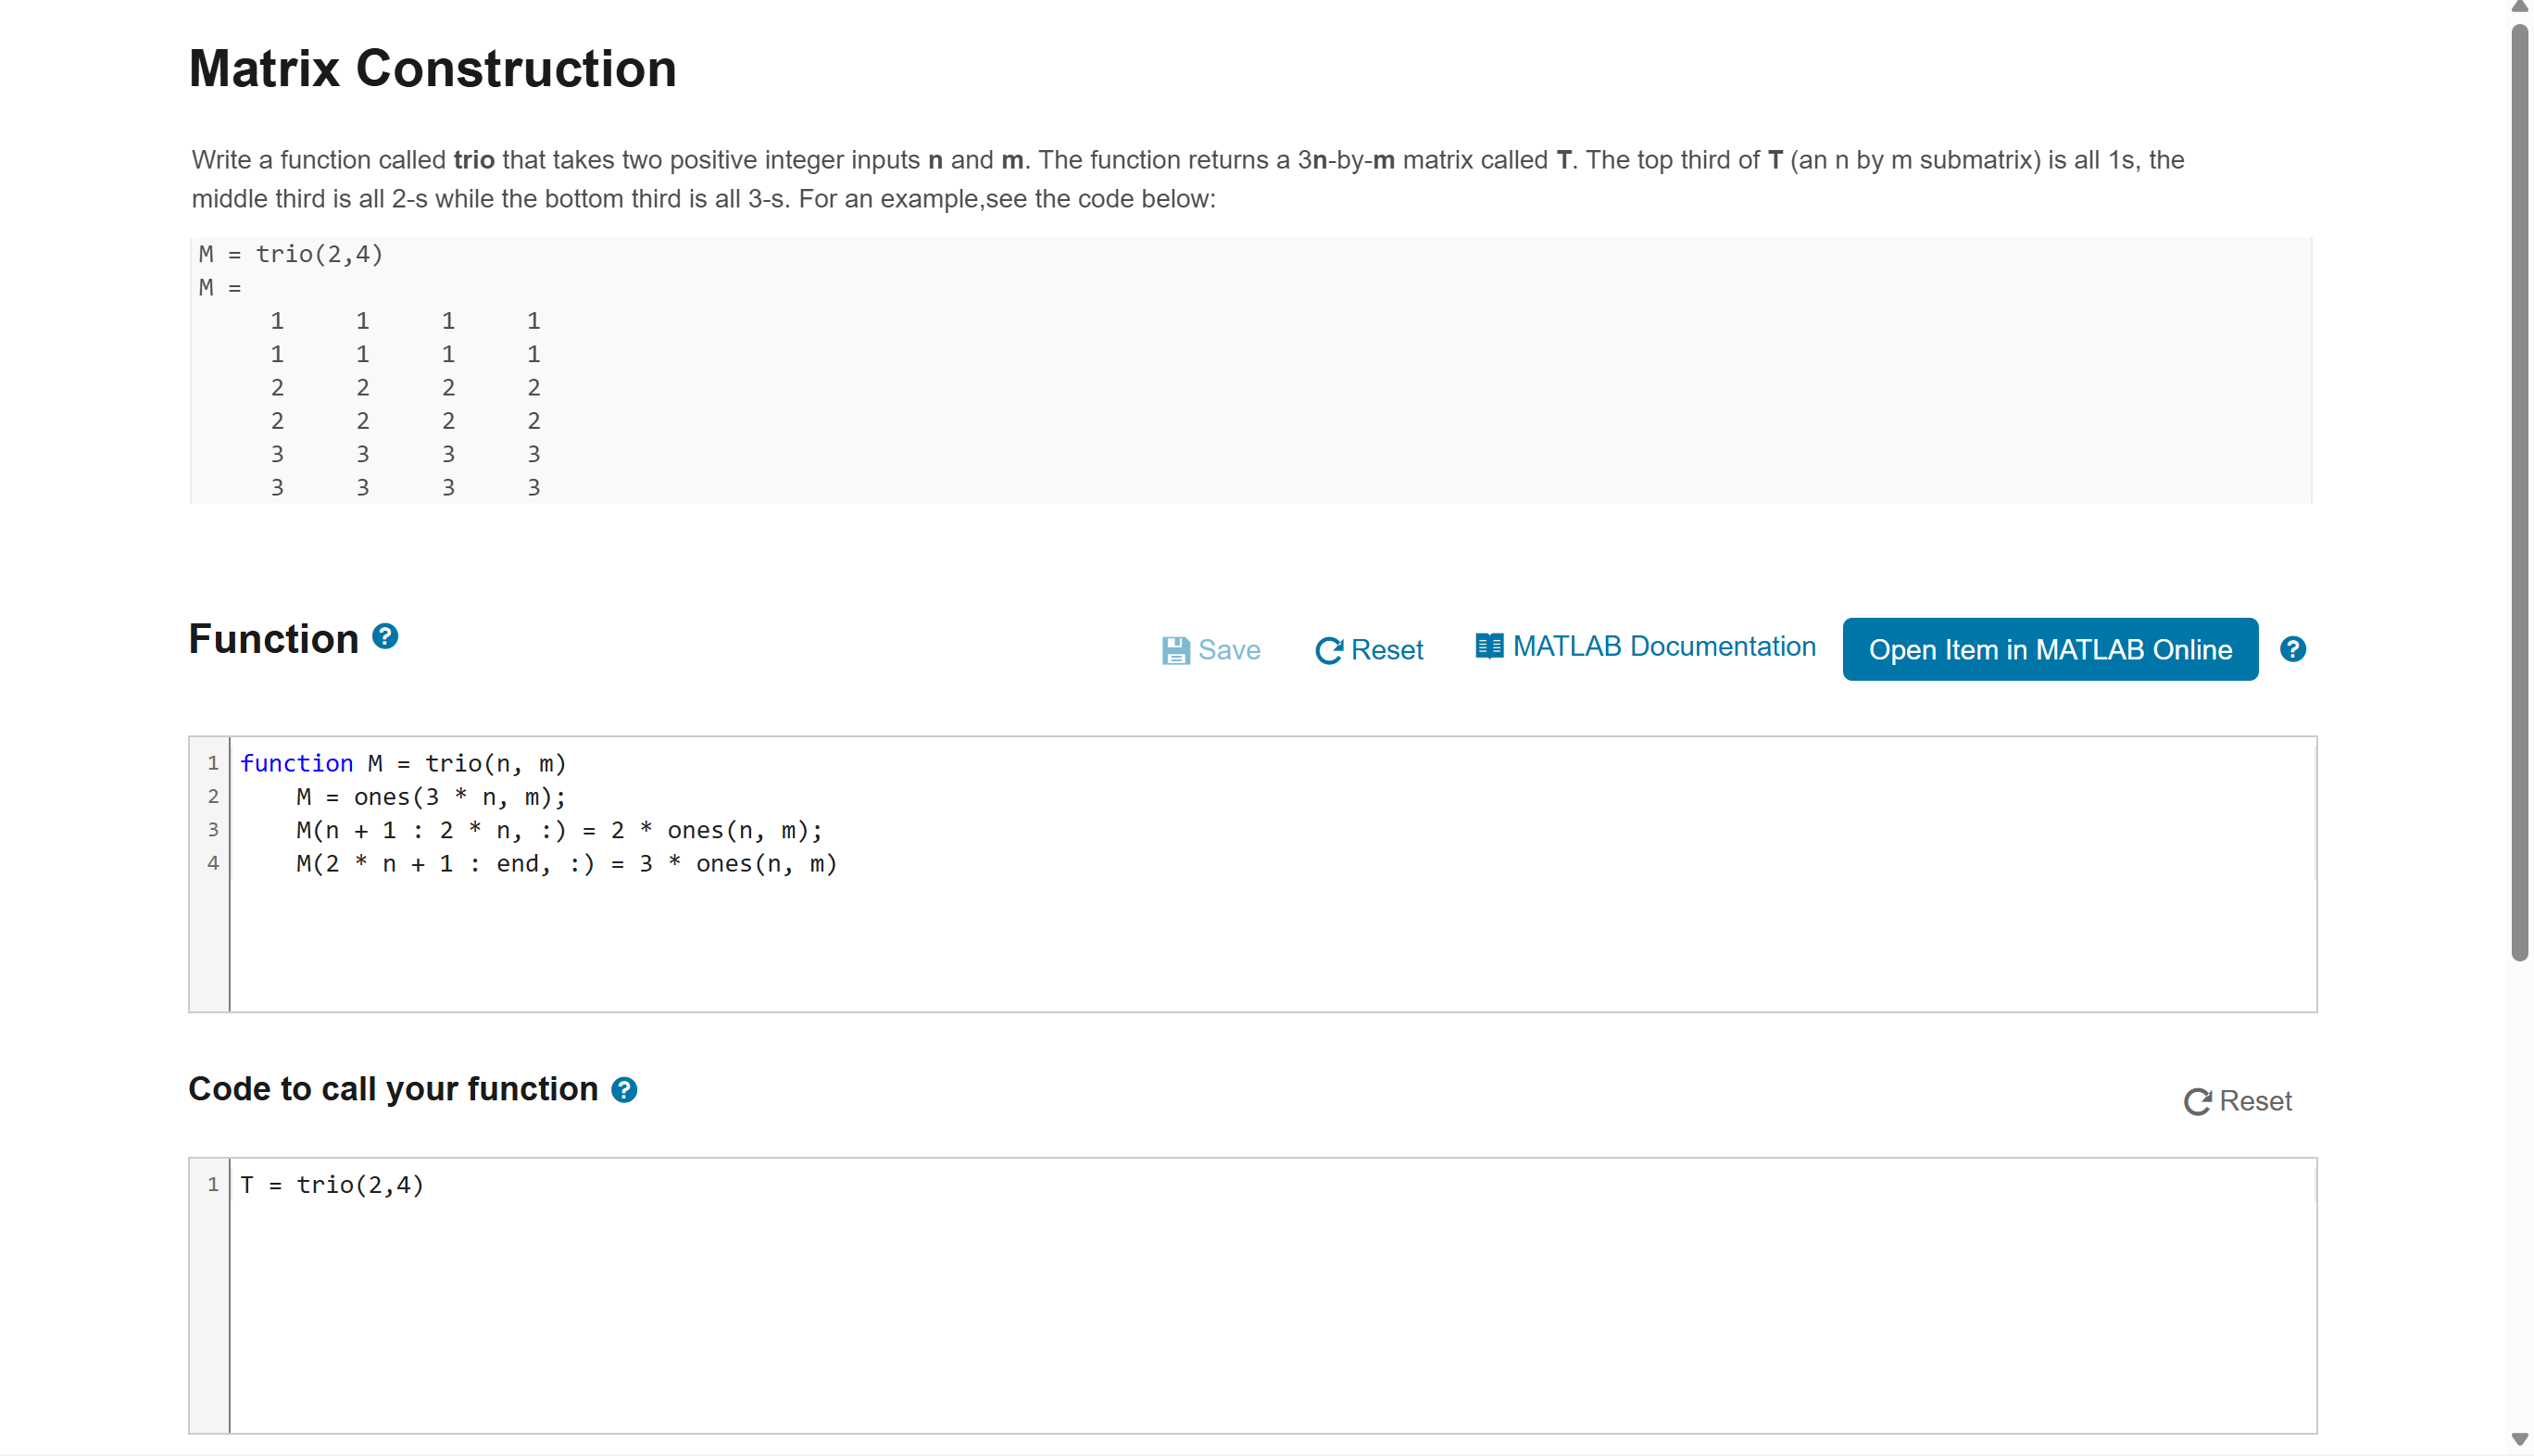 Matrix Construction
Write a function called trio that takes two positive integer inputs n and m. The function returns a 3n-by-m matrix called T. The top third of T (an n by m submatrix) is all 1s, the
middle third is all 2-s while the bottom third is all 3-s. For an example,see the code below:
M = trio(2,4)
M =
1 1 1 1
1 1 1 1
2 2 2 2
2 2 2 2
3 3 3 3
3 3 3 3
Function ?
Save Reset MATLAB Documentation Open Item in MATLAB Online ?
1 function M = trio(n, m)
2 M = ones(3 * n, m);
3 M(n + 1 : 2 * n, :) = 2 * ones(n, m);
4 M(2 * n + 1 : end, :) = 3 * ones(n, m)
Code to call your function ?
Reset
1 T = trio(2,4)